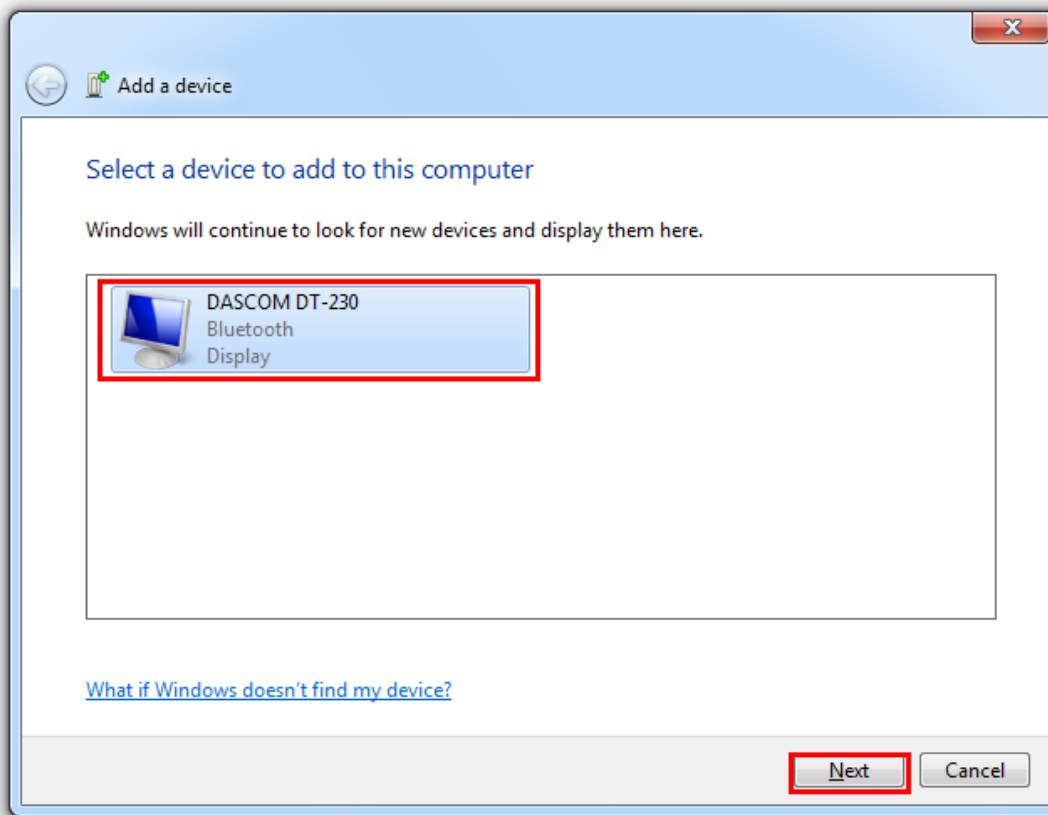 Add a device
Select a device to add to this computer
Windows will continue to look for new devices and display them here.
DASCOM DT-230
Bluetooth
Display
What if Windows doesn't find my device?
Next
Cancel